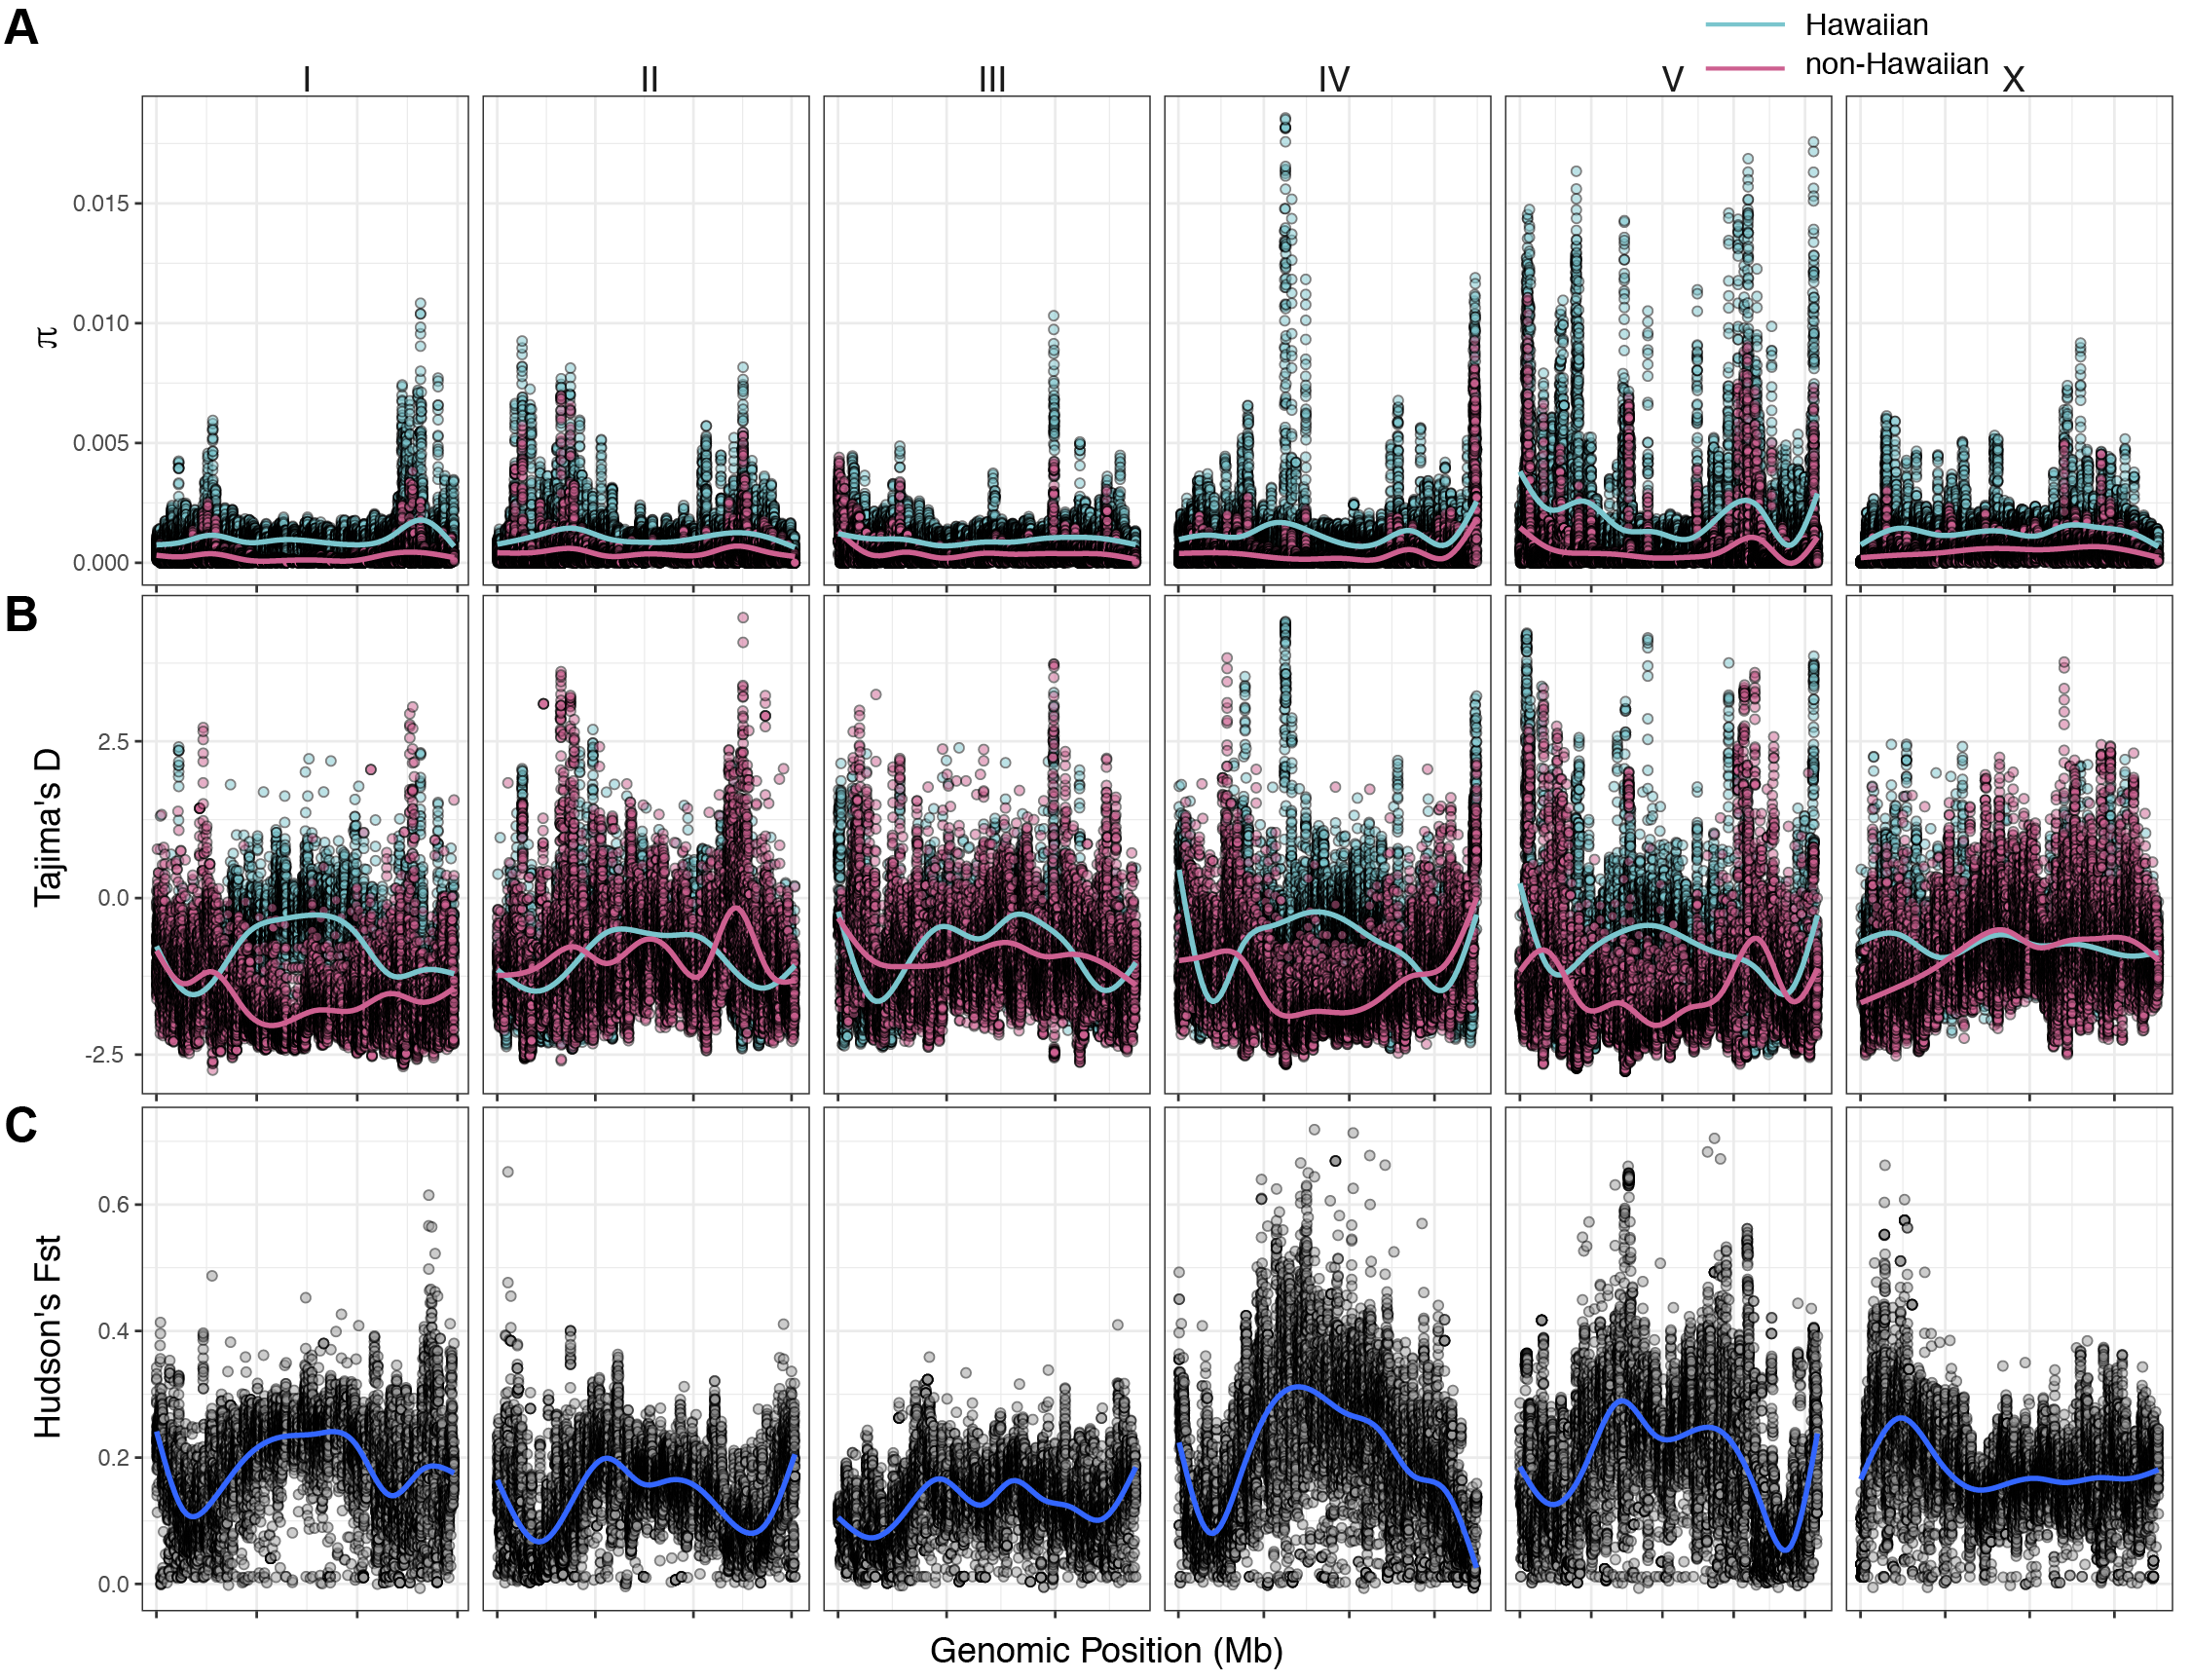 A
Hawaiian
non-Hawaiian
I II III IV V X
π
0.015
0.010
0.005
0.000
B
Tajima's D
2.5
0.0
-2.5
C
Hudson's Fst
0.6
0.4
0.2
0.0
Genomic Position (Mb)